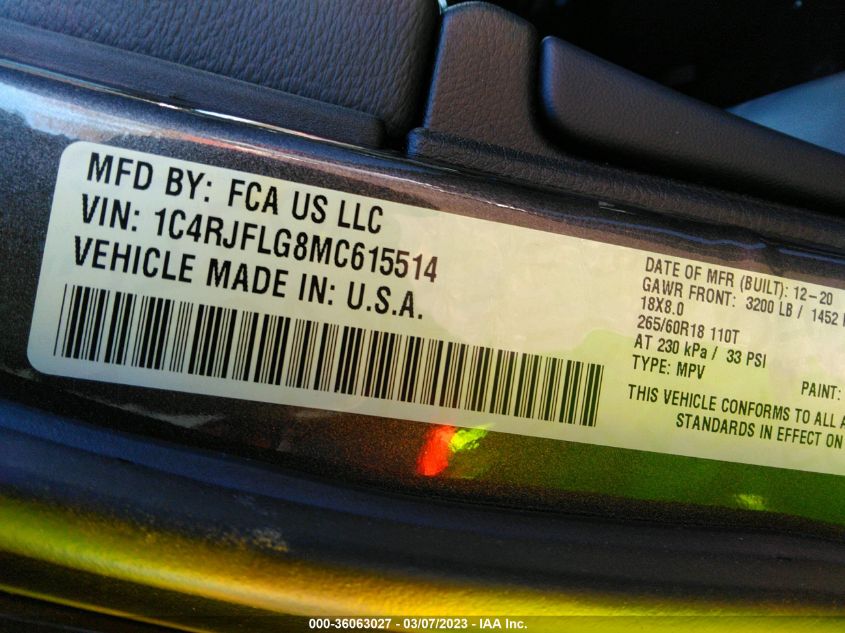 MFD BY: FCA US LLC
VIN: 1C4RJFLG8MC615514
VEHICLE MADE IN: U.S.A.
DATE OF MFR (BUILT): 12-20
GAWR FRONT: 3200 LB / 1452
18X8.0
265/60R18 110T
AT 230 kPa / 33 PSI
TYPE: MPV
PAINT:
THIS VEHICLE CONFORMS TO ALL
STANDARDS IN EFFECT ON
000-36063027 - 03/07/2023 - IAA Inc.